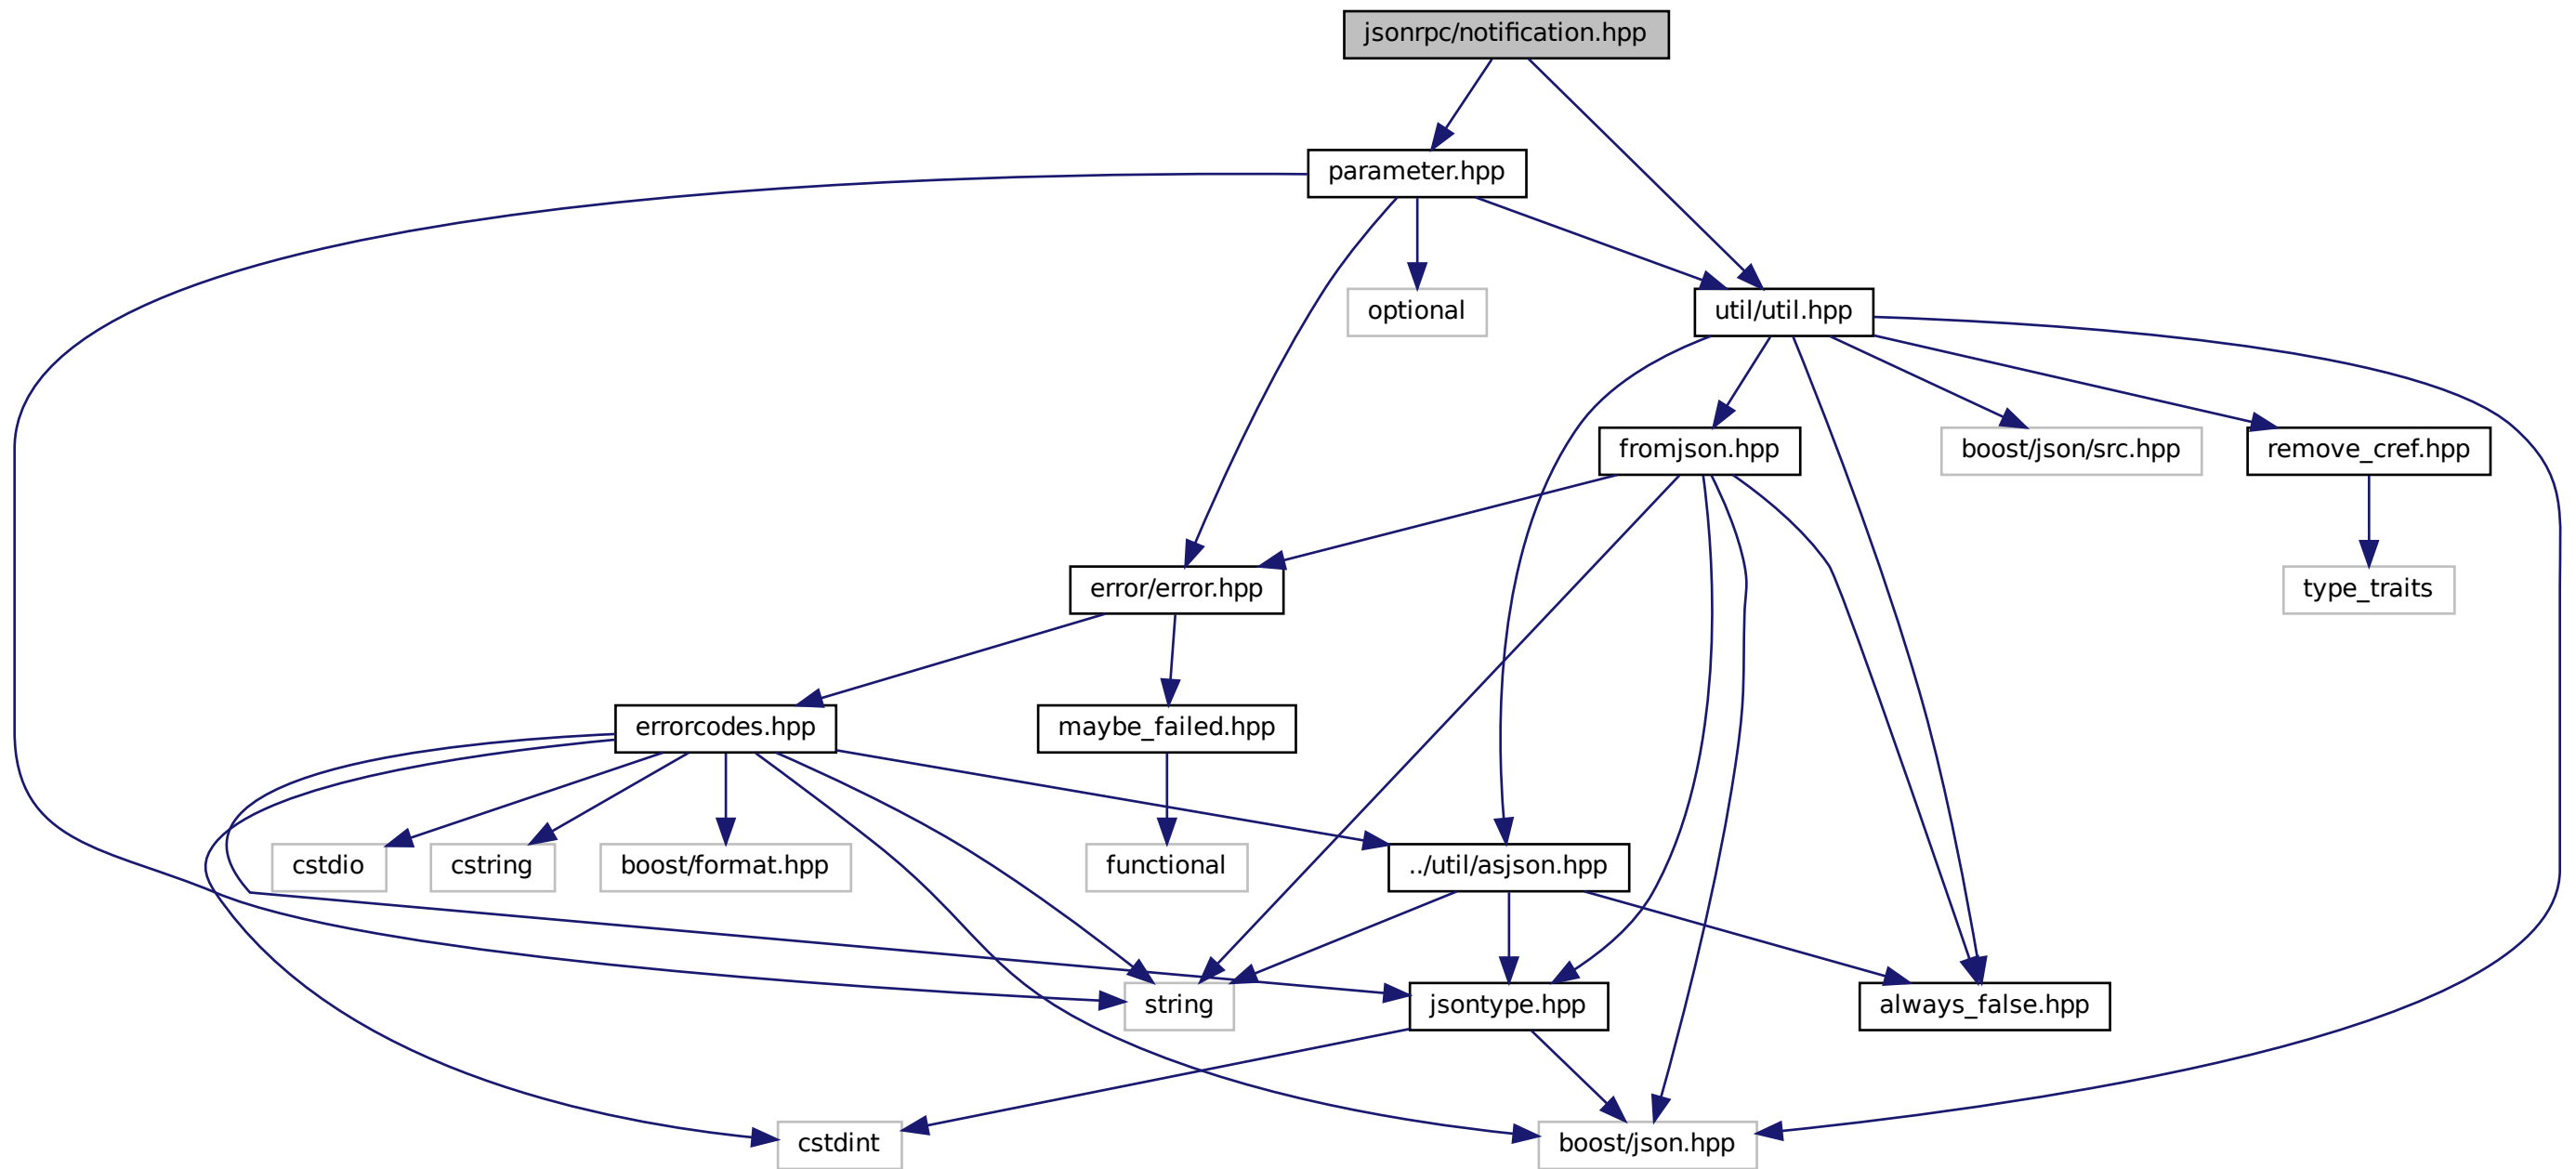 jsonrpc/notification.hpp
parameter.hpp
optional
util/util.hpp
fromjson.hpp
boost/json/src.hpp
remove_cref.hpp
error/error.hpp
type_traits
errorcodes.hpp
maybe_failed.hpp
cstdio
cstring
boost/format.hpp
functional
../util/asjson.hpp
string
jsontype.hpp
always_false.hpp
cstdint
boost/json.hpp